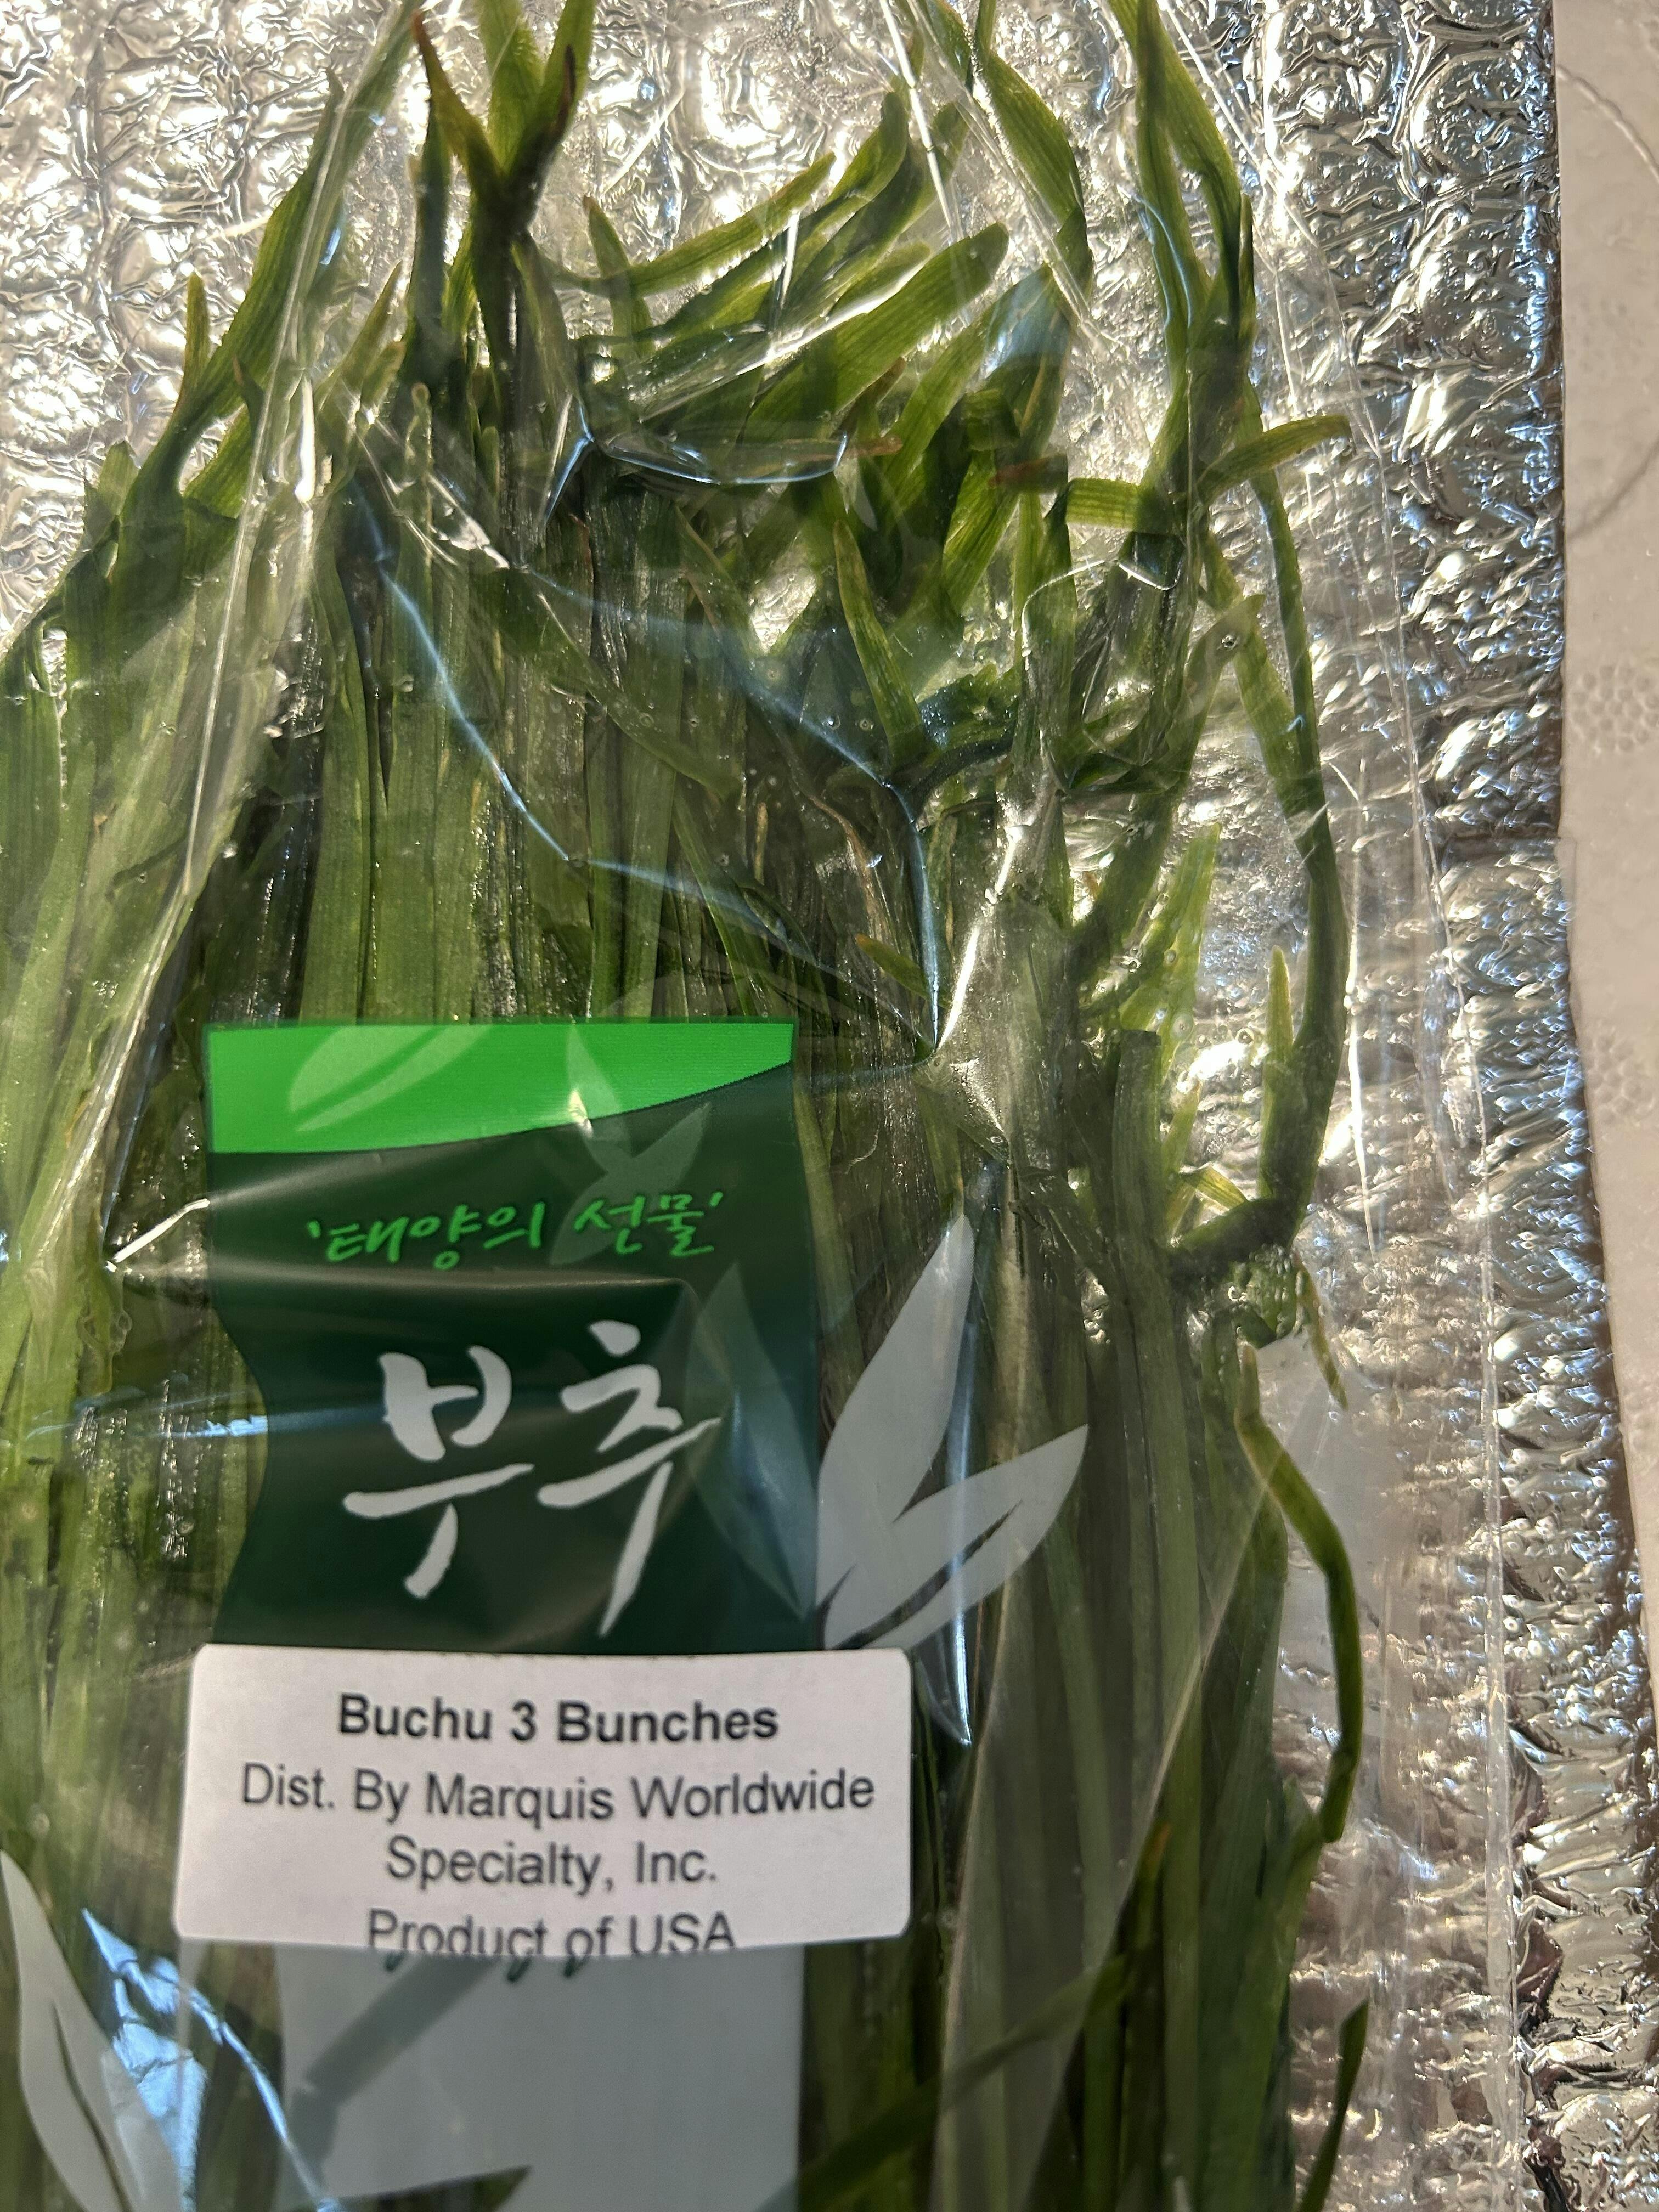 '태양의 선물'
부추
Buchu 3 Bunches
Dist. By Marquis Worldwide
Specialty, Inc.
Product of USA